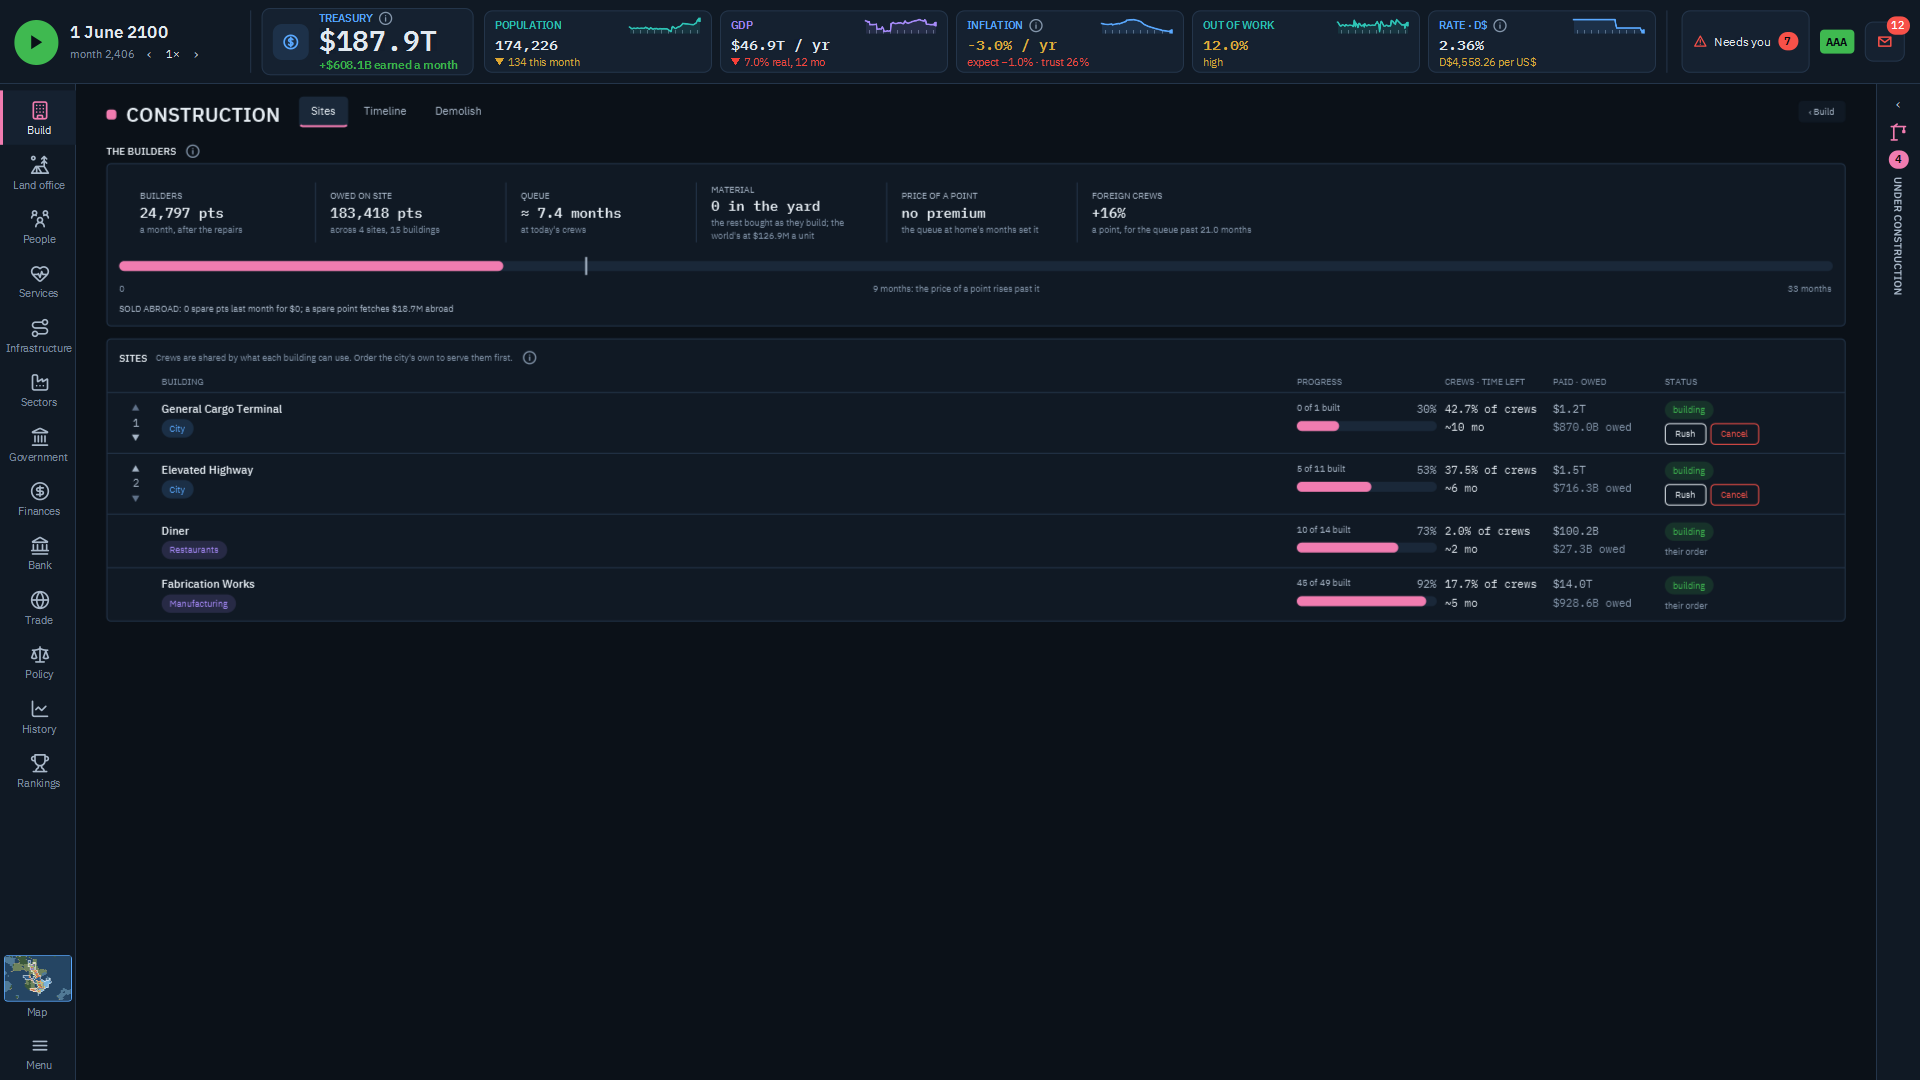 1 June 2100
month 2,406 ‹ 1× ›
TREASURY
$187.9T
+$608.1B earned a month
POPULATION
174,226
▼ 134 this month
GDP
$46.9T / yr
▼ 7.0% real, 12 mo
INFLATION
-3.0% / yr
expect −1.0% · trust 26%
OUT OF WORK
12.0%
high
RATE · D$
2.36%
D$4,558.26 per US$
Needs you 7
AAA
12
Build
Land office
People
Services
Infrastructure
Sectors
Government
Finances
Bank
Trade
Policy
History
Rankings
Map
Menu
CONSTRUCTION
Sites
Timeline
Demolish
‹ Build
THE BUILDERS
BUILDERS
24,797 pts
a month, after the repairs
OWED ON SITE
183,418 pts
across 4 sites, 15 buildings
QUEUE
≈ 7.4 months
at today's crews
MATERIAL
0 in the yard
the rest bought as they build; the
world's at $126.9M a unit
PRICE OF A POINT
no premium
the queue at home's months set it
FOREIGN CREWS
+16%
a point, for the queue past 21.0 months
0
9 months: the price of a point rises past it
33 months
SOLD ABROAD: 0 spare pts last month for $0; a spare point fetches $18.7M abroad
SITES Crews are shared by what each building can use. Order the city's own to serve them first.
BUILDING PROGRESS CREWS · TIME LEFT PAID · OWED STATUS
1
General Cargo Terminal
City
0 of 1 built 30%
42.7% of crews
~10 mo
$1.2T
$870.0B owed
building
Rush Cancel
2
Elevated Highway
City
5 of 11 built 53%
37.5% of crews
~6 mo
$1.5T
$716.3B owed
building
Rush Cancel
Diner
Restaurants
10 of 14 built 73%
2.0% of crews
~2 mo
$100.2B
$27.3B owed
building
their order
Fabrication Works
Manufacturing
45 of 49 built 92%
17.7% of crews
~5 mo
$14.0T
$928.6B owed
building
their order
‹
4
UNDER CONSTRUCTION